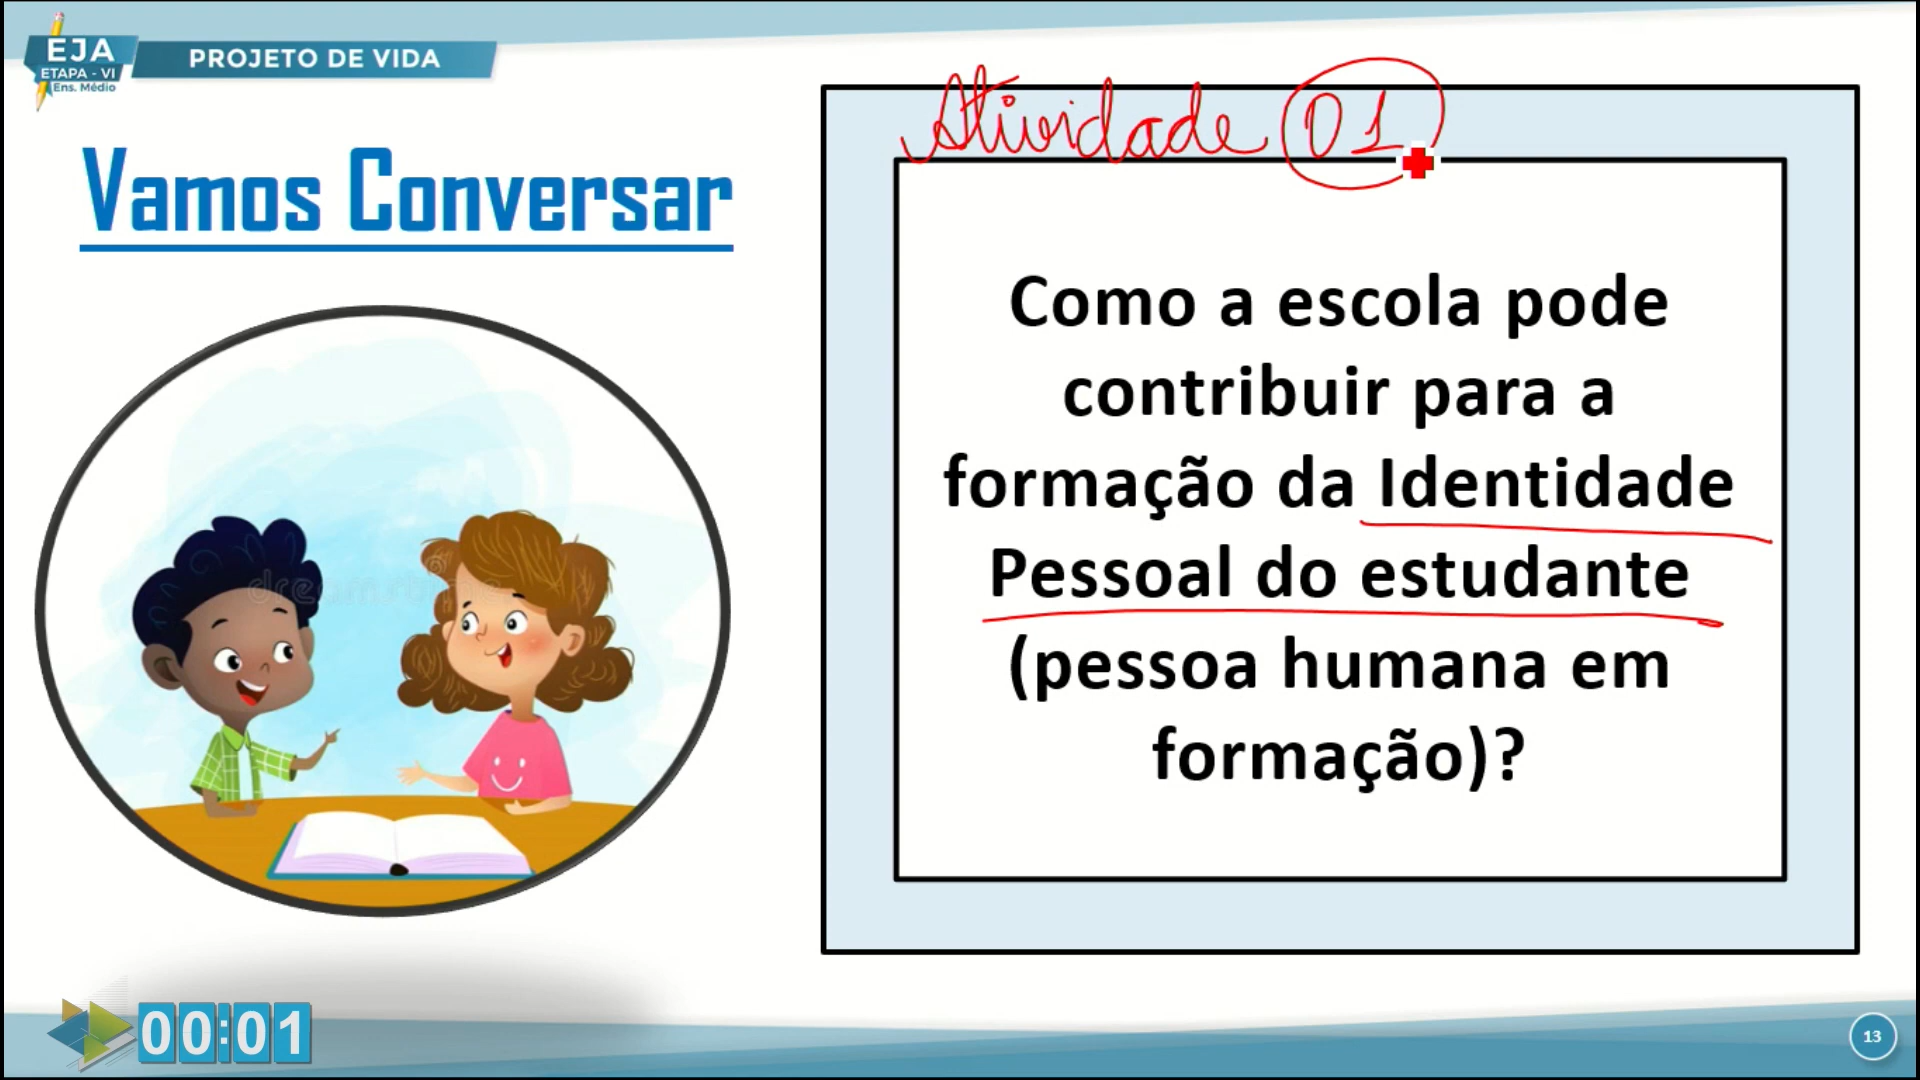 EJA
ETAPA - VI
Ens. Médio
PROJETO DE VIDA
Vamos Conversar
Atividade 01
Como a escola pode
contribuir para a
formação da Identidade
Pessoal do estudante
(pessoa humana em
formação)?
00:01
13